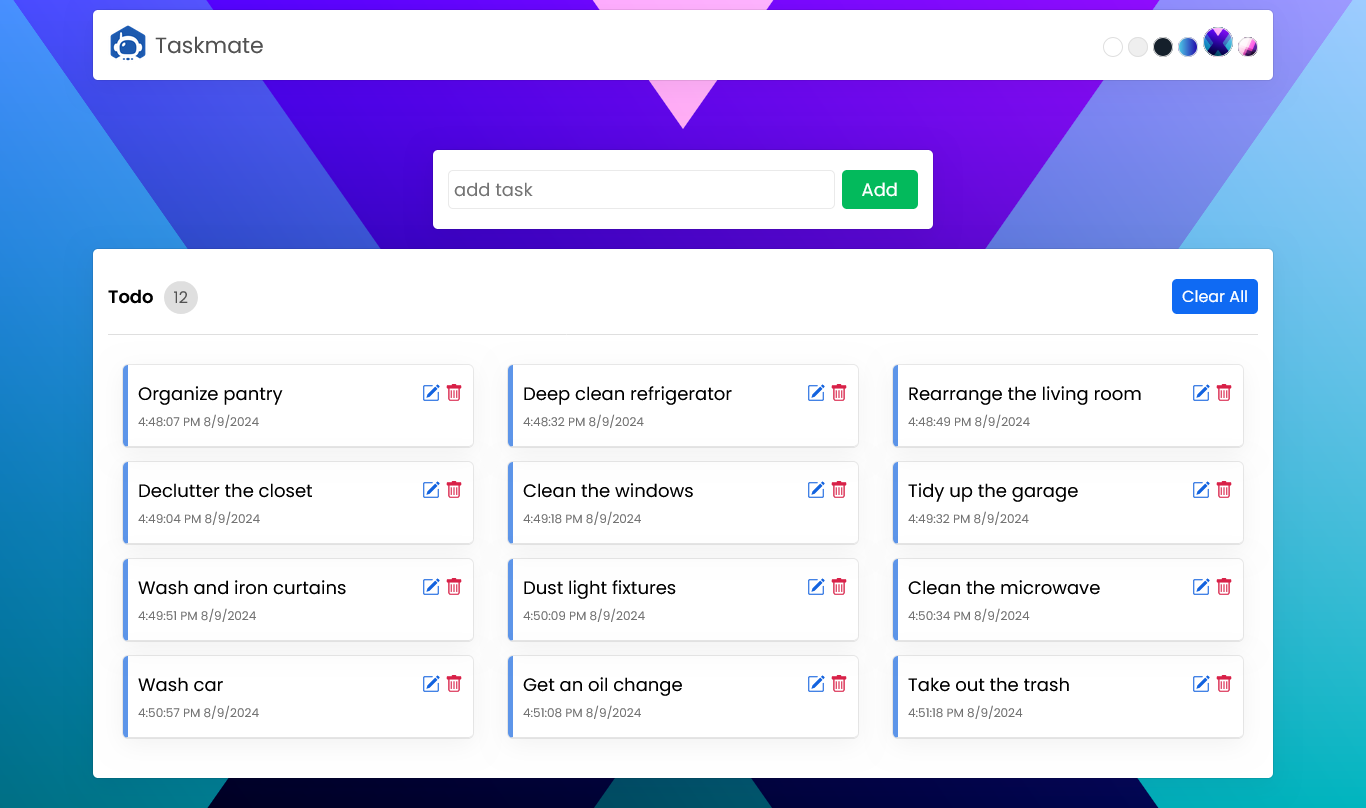 Taskmate
add task
Add
Todo 12
Clear All
Organize pantry
4:48:07 PM 8/9/2024
Deep clean refrigerator
4:48:32 PM 8/9/2024
Rearrange the living room
4:48:49 PM 8/9/2024
Declutter the closet
4:49:04 PM 8/9/2024
Clean the windows
4:49:18 PM 8/9/2024
Tidy up the garage
4:49:32 PM 8/9/2024
Wash and iron curtains
4:49:51 PM 8/9/2024
Dust light fixtures
4:50:09 PM 8/9/2024
Clean the microwave
4:50:34 PM 8/9/2024
Wash car
4:50:57 PM 8/9/2024
Get an oil change
4:51:08 PM 8/9/2024
Take out the trash
4:51:18 PM 8/9/2024